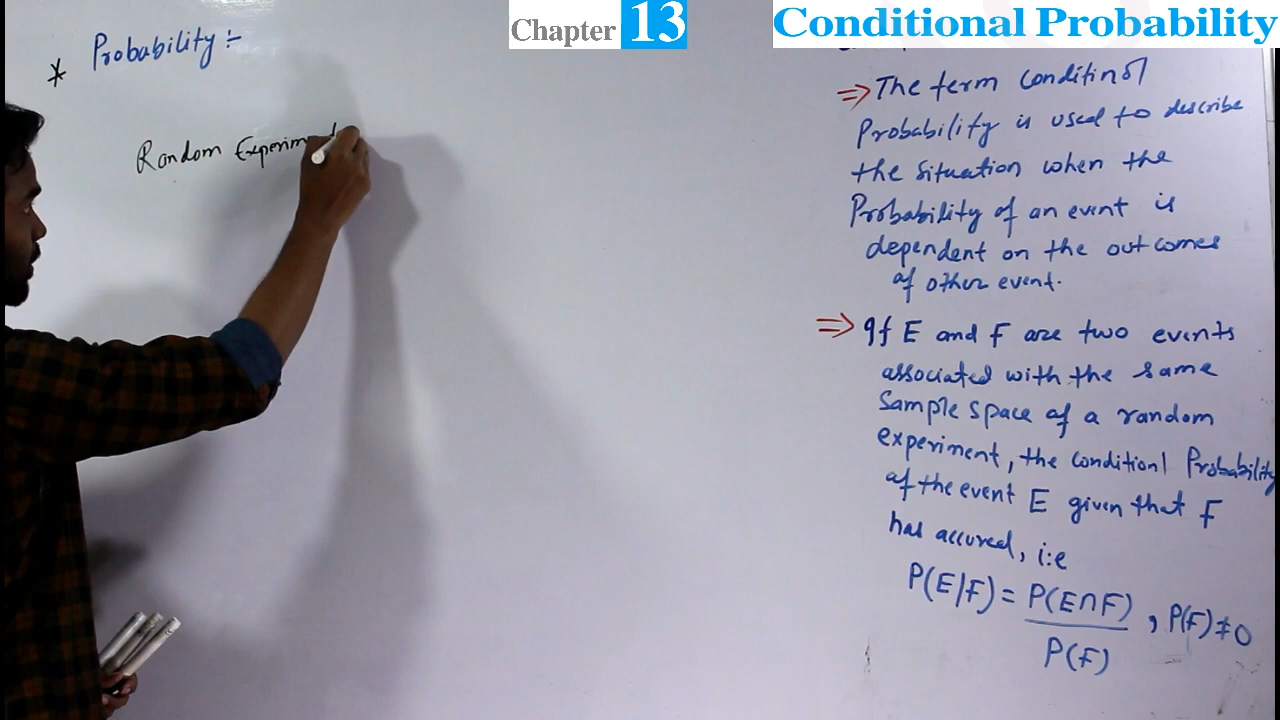 Chapter 13
Conditional Probability
* Probability :-
Random Experiment
⇒ The term conditinol
Probability is used to describe
the situation when the
Probability of an event is
dependent on the outcomes
of other event.
⇒ If E and F are two events
associated with the same
Sample space of a random
experiment, the conditionl Probability
of the event E given that F
has accured, i:e
P(E|F) = P(E∩F) / P(F) , P(F) ≠ 0